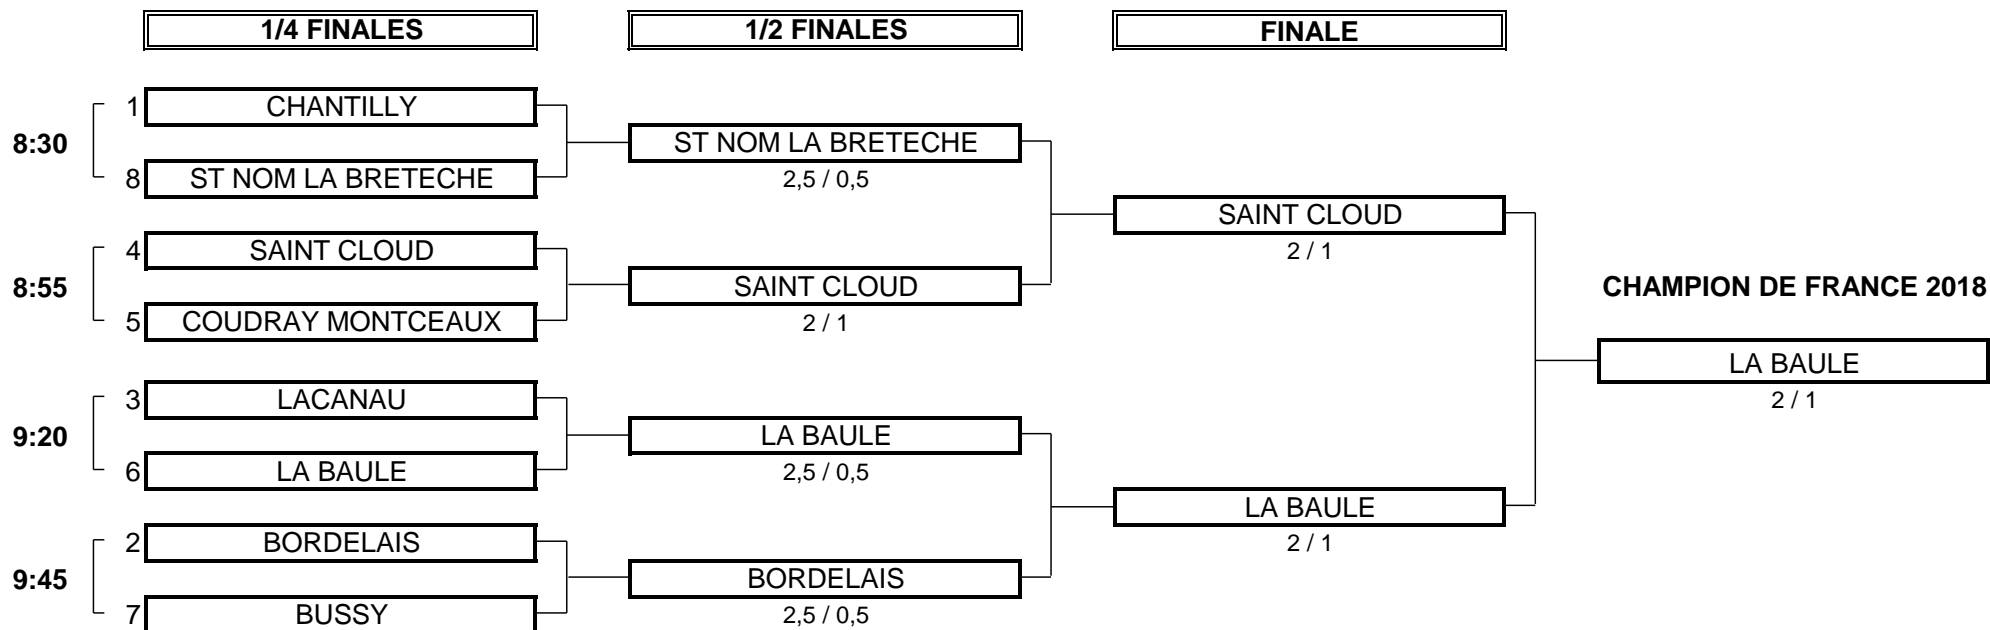 1/4 FINALES
1/2 FINALES
FINALE
8:30
1
CHANTILLY
8
ST NOM LA BRETECHE
8:55
4
SAINT CLOUD
5
COUDRAY MONTCEAUX
9:20
3
LACANAU
6
LA BAULE
9:45
2
BORDELAIS
7
BUSSY
ST NOM LA BRETECHE
2,5 / 0,5
SAINT CLOUD
2 / 1
LA BAULE
2,5 / 0,5
BORDELAIS
2,5 / 0,5
SAINT CLOUD
2 / 1
LA BAULE
2 / 1
CHAMPION DE FRANCE 2018
LA BAULE
2 / 1